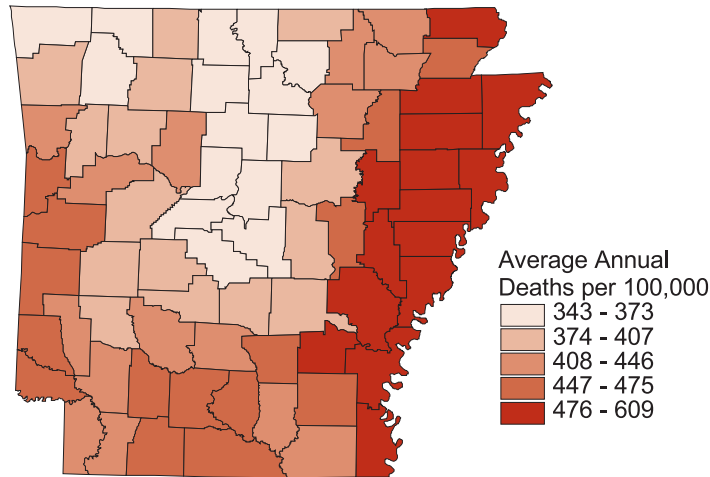 Average Annual
Deaths per 100,000
343 - 373
374 - 407
408 - 446
447 - 475
476 - 609